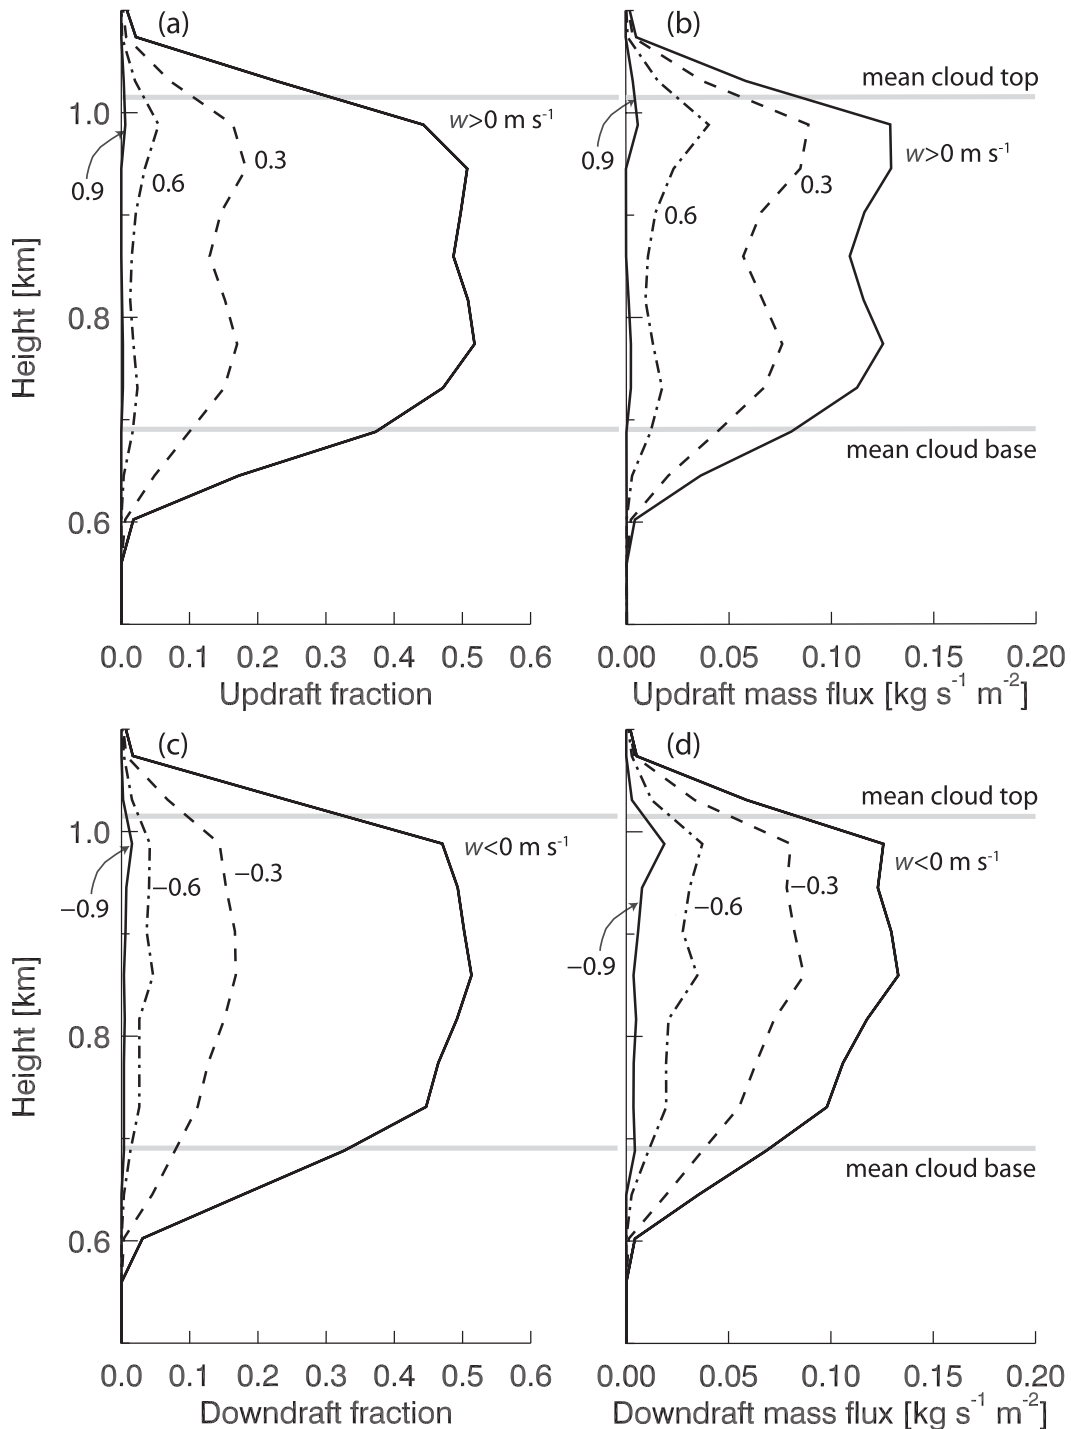 (a)
(b)
mean cloud top
1.0
w>0 m s⁻¹
w>0 m s⁻¹
0.9
0.6
0.3
0.9
0.6
0.3
Height [km]
0.8
mean cloud base
0.6
0.0 0.1 0.2 0.3 0.4 0.5 0.6
0.00 0.05 0.10 0.15 0.20
Updraft fraction
Updraft mass flux [kg s⁻¹ m⁻²]
(c)
(d)
mean cloud top
1.0
w<0 m s⁻¹
w<0 m s⁻¹
−0.9
−0.6
−0.3
−0.9
−0.6
−0.3
Height [km]
0.8
mean cloud base
0.6
0.0 0.1 0.2 0.3 0.4 0.5 0.6
0.00 0.05 0.10 0.15 0.20
Downdraft fraction
Downdraft mass flux [kg s⁻¹ m⁻²]